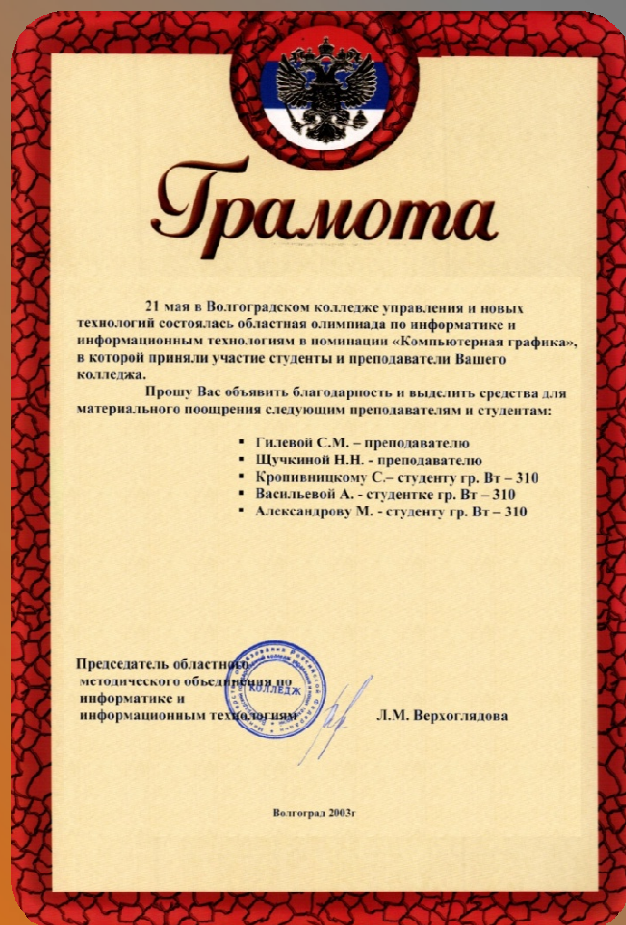 Грамота
21 мая в Волгоградском колледже управления и новых
технологий состоялась областная олимпиада по информатике и
информационным технологиям в номинации «Компьютерная графика»,
в которой приняли участие студенты и преподаватели Вашего
колледжа.
Прошу Вас объявить благодарность и выделить средства для
материального поощрения следующим преподавателям и студентам:
▪ Гилевой С.М. – преподавателю
▪ Щучкиной Н.Н. - преподавателю
▪ Кропивницкому С.– студенту гр. Вт – 310
▪ Васильевой А. - студентке гр. Вт – 310
▪ Александрову М. - студенту гр. Вт – 310
Председатель областного
методического объединения по
информатике и
информационным технологиям
Л.М. Верхоглядова
КОЛЛЕДЖ
Волгоград 2003г